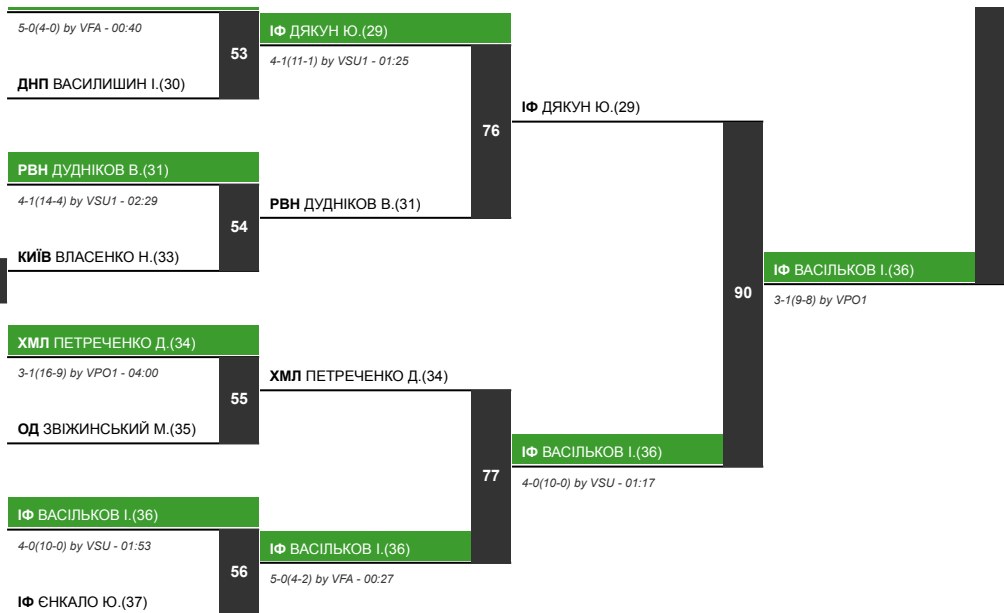 5-0(4-0) by VFA - 00:40
53
ДНП ВАСИЛИШИН І.(30)
РВН ДУДНІКОВ В.(31)
4-1(14-4) by VSU1 - 02:29
54
КИЇВ ВЛАСЕНКО Н.(33)
ХМЛ ПЕТРЕЧЕНКО Д.(34)
3-1(16-9) by VPO1 - 04:00
55
ОД ЗВІЖИНСЬКИЙ М.(35)
ІФ ВАСІЛЬКОВ І.(36)
4-0(10-0) by VSU - 01:53
56
ІФ ЄНКАЛО Ю.(37)
ІФ ДЯКУН Ю.(29)
4-1(11-1) by VSU1 - 01:25
76
РВН ДУДНІКОВ В.(31)
ХМЛ ПЕТРЕЧЕНКО Д.(34)
77
ІФ ВАСІЛЬКОВ І.(36)
5-0(4-2) by VFA - 00:27
ІФ ДЯКУН Ю.(29)
90
ІФ ВАСІЛЬКОВ І.(36)
4-0(10-0) by VSU - 01:17
ІФ ВАСІЛЬКОВ І.(36)
3-1(9-8) by VPO1